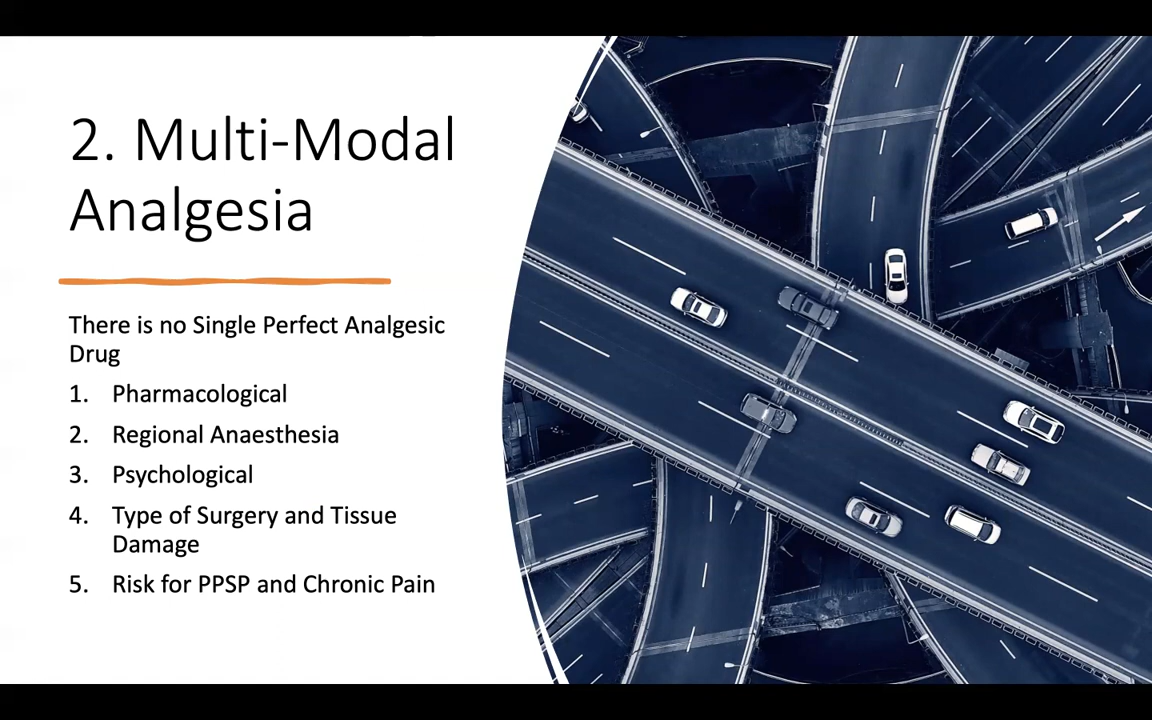 2. Multi-Modal
Analgesia
There is no Single Perfect Analgesic
Drug
1. Pharmacological
2. Regional Anaesthesia
3. Psychological
4. Type of Surgery and Tissue
Damage
5. Risk for PPSP and Chronic Pain